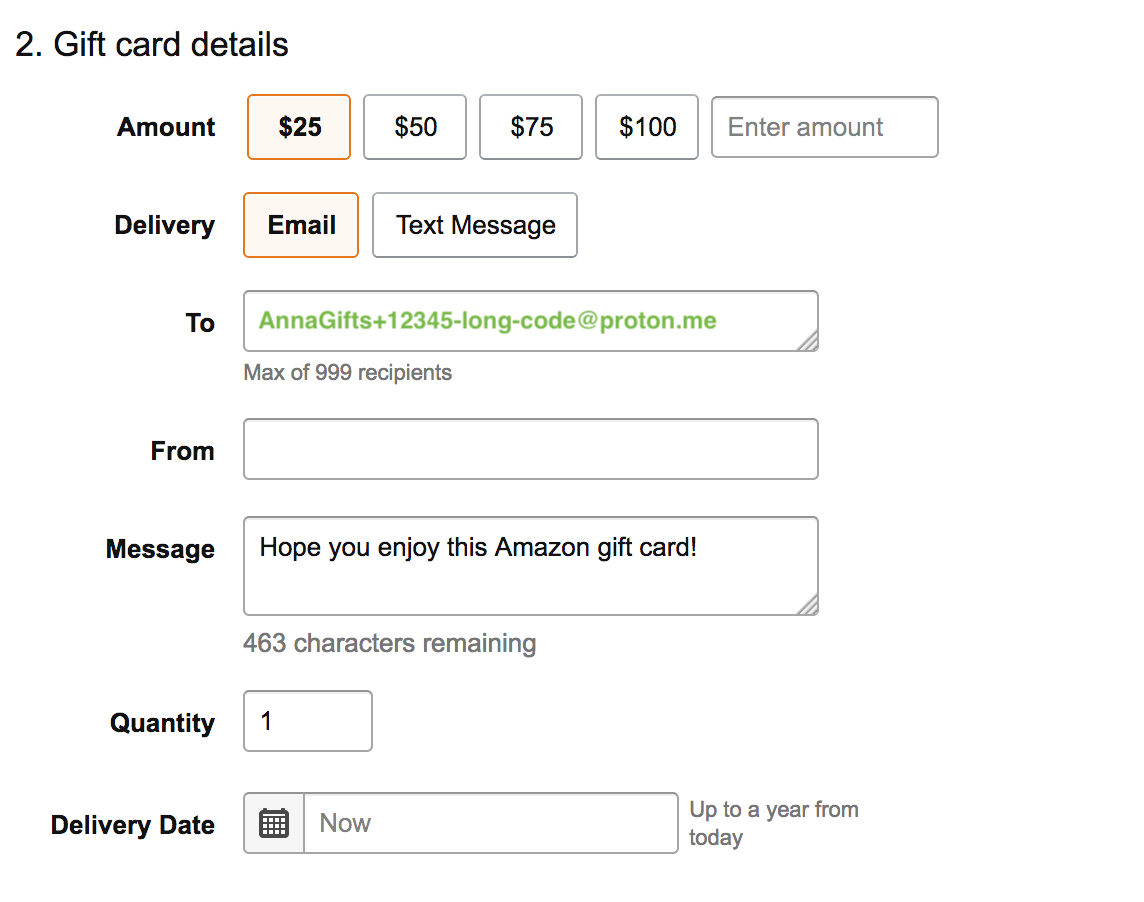 2. Gift card details
Amount $25 $50 $75 $100 Enter amount
Delivery Email Text Message
To AnnaGifts+12345-long-code@proton.me
Max of 999 recipients
From
Message Hope you enjoy this Amazon gift card!
463 characters remaining
Quantity 1
Delivery Date Now Up to a year from
today